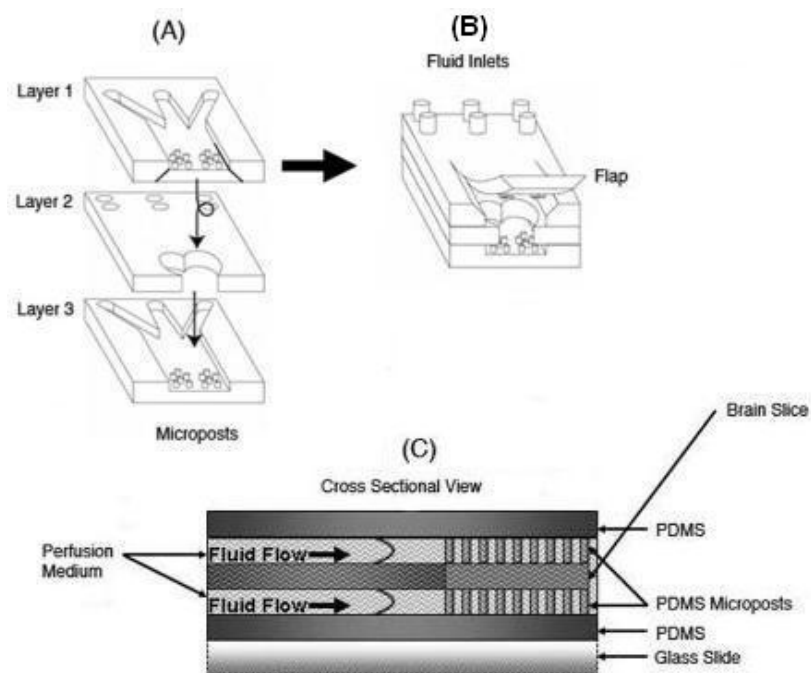 (A)
Layer 1
Layer 2
Layer 3
Microposts
(B)
Fluid Inlets
Flap
(C)
Cross Sectional View
Brain Slice
PDMS
Perfusion
Medium
Fluid Flow
Fluid Flow
PDMS Microposts
PDMS
Glass Slide